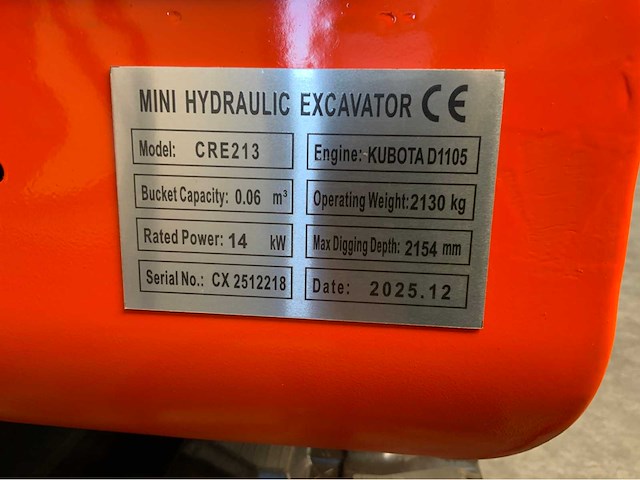 MINI HYDRAULIC EXCAVATOR CE
Model: CRE213
Engine: KUBOTA D1105
Bucket Capacity: 0.06 m³
Operating Weight: 2130 kg
Rated Power: 14 kW
Max Digging Depth: 2154 mm
Serial No.: CX 2512218
Date: 2025.12